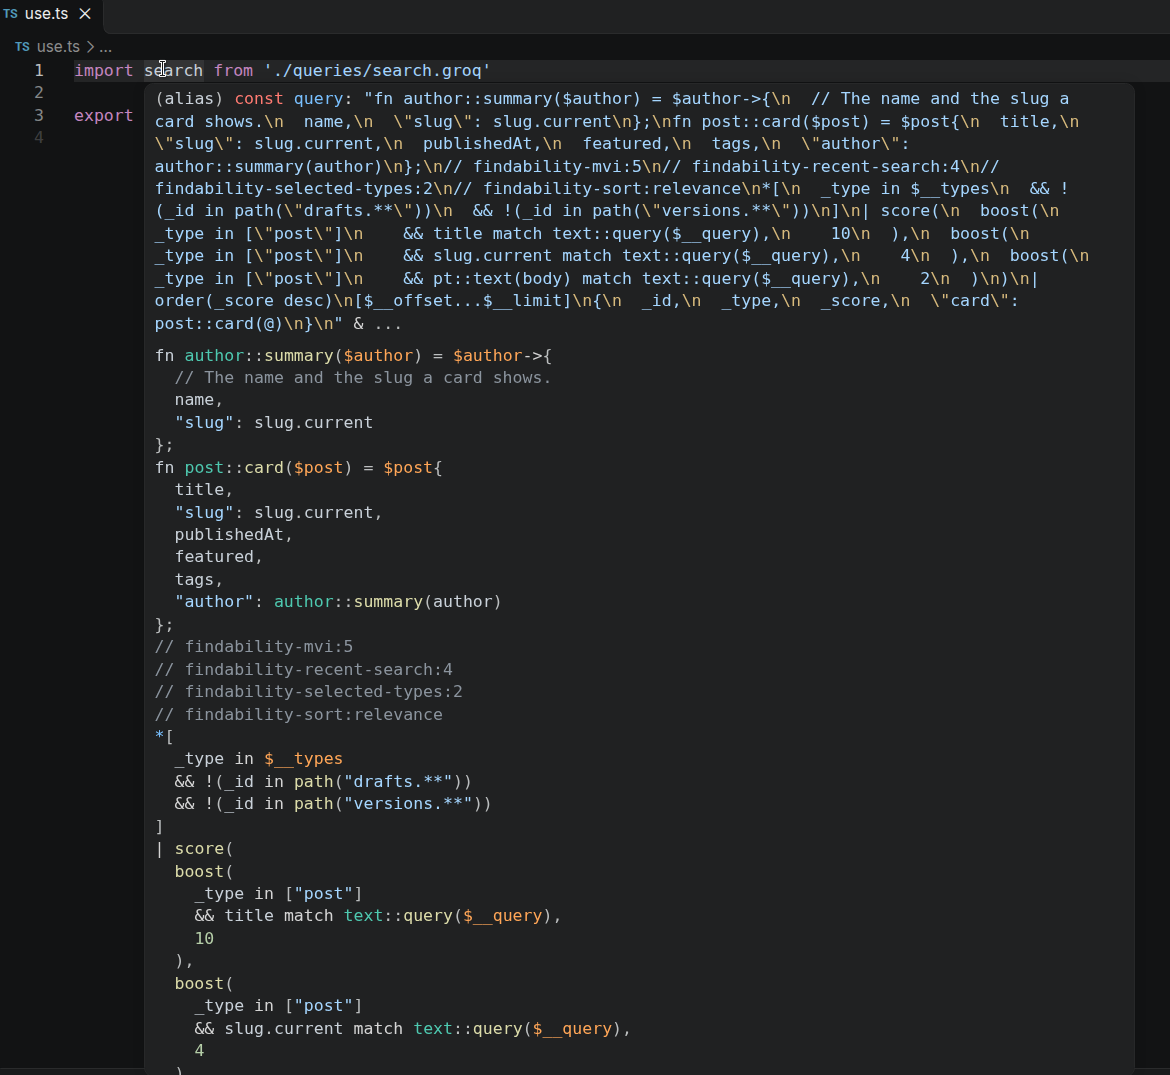 TS use.ts ×
TS use.ts > ...
1 import search from './queries/search.groq'
2
3 export
4
(alias) const query: "fn author::summary($author) = $author->{\n  // The name and the slug a
card shows.\n  name,\n  \"slug\": slug.current\n};\nfn post::card($post) = $post{\n  title,\n
\"slug\": slug.current,\n  publishedAt,\n  featured,\n  tags,\n  \"author\":
author::summary(author)\n};\n// findability-mvi:5\n// findability-recent-search:4\n//
findability-selected-types:2\n// findability-sort:relevance\n*[\n  _type in $__types\n  && !
(_id in path(\"drafts.**\"))\n  && !(_id in path(\"versions.**\"))\n]\n| score(\n  boost(\n
_type in [\"post\"]\n    && title match text::query($__query),\n    10\n  ),\n  boost(\n
_type in [\"post\"]\n    && slug.current match text::query($__query),\n    4\n  ),\n  boost(\n
_type in [\"post\"]\n    && pt::text(body) match text::query($__query),\n    2\n  )\n)\n|
order(_score desc)\n[$__offset...$__limit]\n{\n  _id,\n  _type,\n  _score,\n  \"card\":
post::card(@)\n}\n" & ...
fn author::summary($author) = $author->{
  // The name and the slug a card shows.
  name,
  "slug": slug.current
};
fn post::card($post) = $post{
  title,
  "slug": slug.current,
  publishedAt,
  featured,
  tags,
  "author": author::summary(author)
};
// findability-mvi:5
// findability-recent-search:4
// findability-selected-types:2
// findability-sort:relevance
*[
  _type in $__types
  && !(_id in path("drafts.**"))
  && !(_id in path("versions.**"))
]
| score(
  boost(
    _type in ["post"]
    && title match text::query($__query),
    10
  ),
  boost(
    _type in ["post"]
    && slug.current match text::query($__query),
    4
  )